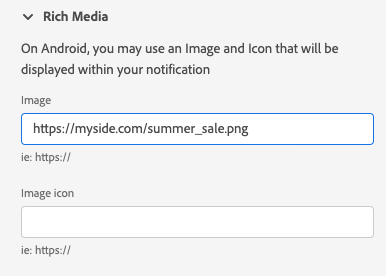 Rich Media
On Android, you may use an Image and Icon that will be
displayed within your notification
Image
https://myside.com/summer_sale.png
ie: https://
Image icon
ie: https://